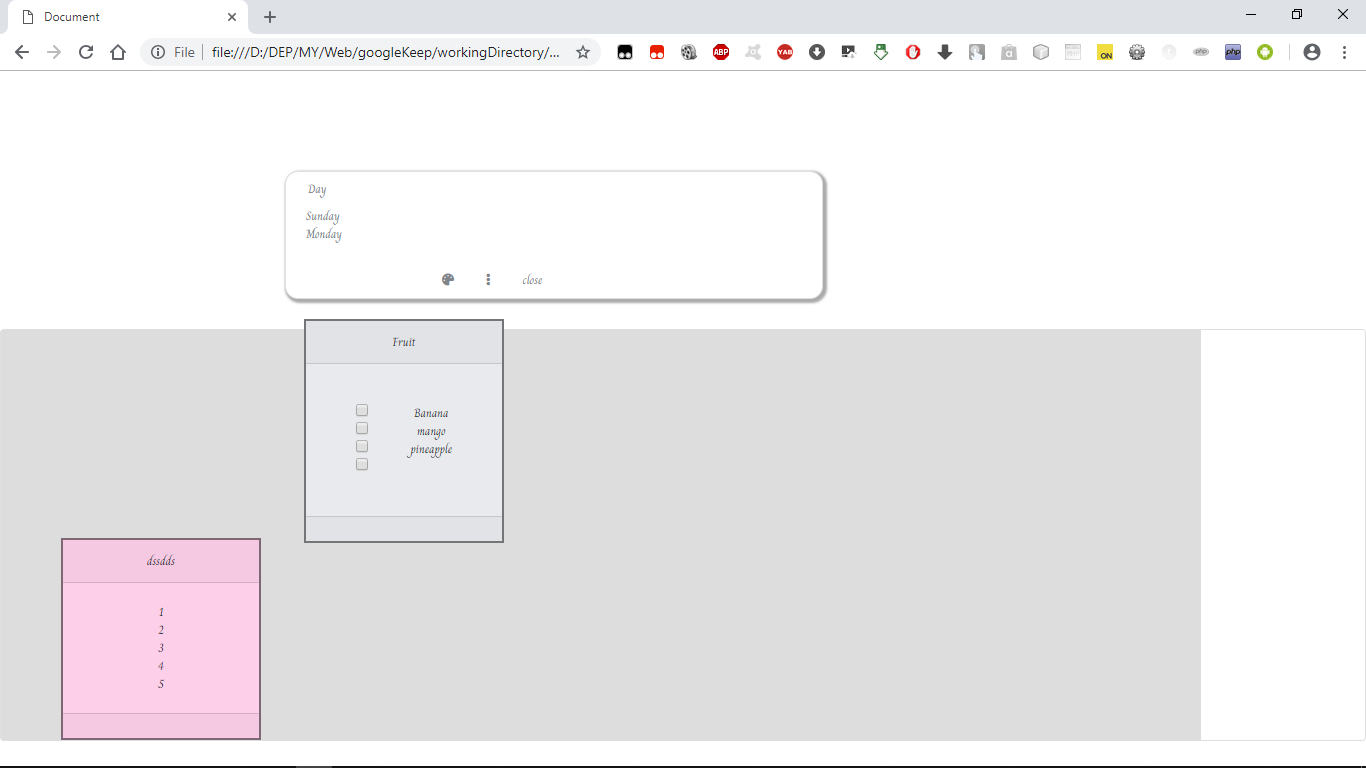 Document
File
file:///D:/DEP/MY/Web/googleKeep/workingDirectory/...
ABP
YAB
a
ON
php
php
Day
Sunday
Monday
close
Fruit
Banana
mango
pineapple
dssdds
1
2
3
4
5